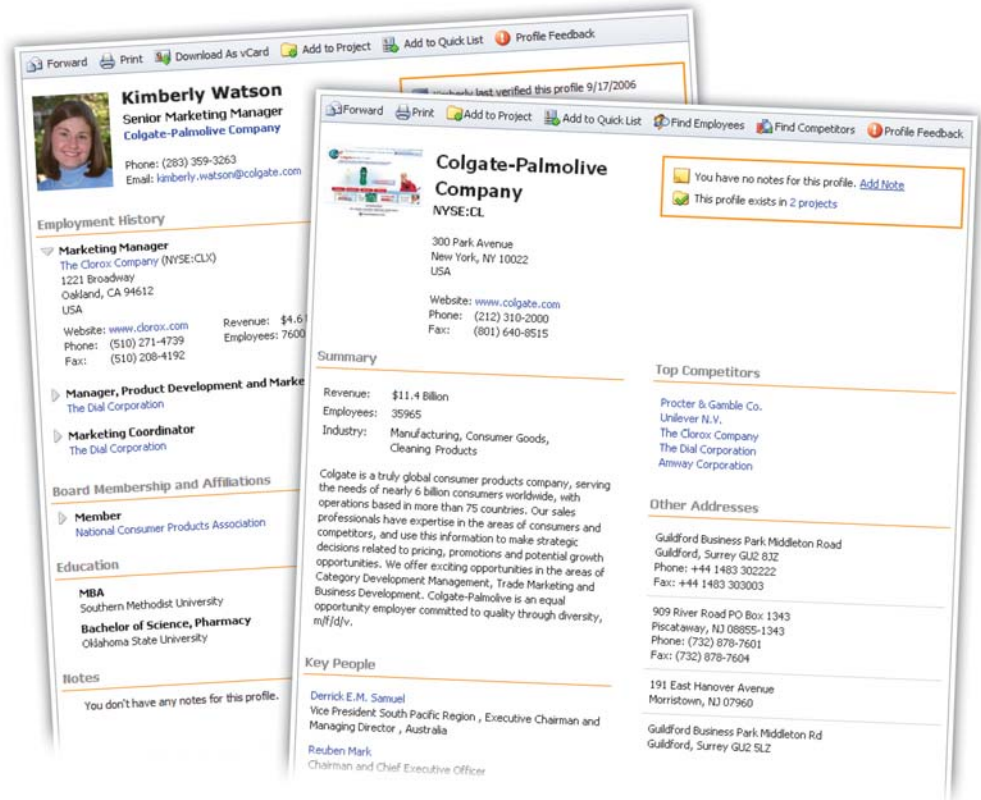 Forward Print Download As vCard Add to Project Add to Quick List Profile Feedback
Kimberly Watson
Senior Marketing Manager
Colgate-Palmolive Company
Phone: (283) 359-3263
Email: kimberly.watson@colgate.com
Kimberly last verified this profile 9/17/2006
Employment History
Marketing Manager
The Clorox Company (NYSE:CLX)
1221 Broadway
Oakland, CA 94612
USA
Website: www.clorox.com Revenue: $4.6
Phone: (510) 271-4739 Employees: 7600
Fax: (510) 208-4192
Manager, Product Development and Marke
The Dial Corporation
Marketing Coordinator
The Dial Corporation
Board Membership and Affiliations
Member
National Consumer Products Association
Education
MBA
Southern Methodist University
Bachelor of Science, Pharmacy
Oklahoma State University
Notes
You don't have any notes for this profile.
Forward Print Add to Project Add to Quick List Find Employees Find Competitors Profile Feedback
Colgate-Palmolive
Company
NYSE:CL
300 Park Avenue
New York, NY 10022
USA
Website: www.colgate.com
Phone: (212) 310-2000
Fax: (801) 640-8515
You have no notes for this profile. Add Note
This profile exists in 2 projects
Summary
Revenue: $11.4 Billion
Employees: 35965
Industry: Manufacturing, Consumer Goods,
Cleaning Products
Colgate is a truly global consumer products company, serving
the needs of nearly 6 billion consumers worldwide, with
operations based in more than 75 countries. Our sales
professionals have expertise in the areas of consumers and
competitors, and use this information to make strategic
decisions related to pricing, promotions and potential growth
opportunities. We offer exciting opportunities in the areas of
Category Development Management, Trade Marketing and
Business Development. Colgate-Palmolive is an equal
opportunity employer committed to quality through diversity,
m/f/d/v.
Key People
Derrick E.M. Samuel
Vice President South Pacific Region , Executive Chairman and
Managing Director , Australia
Reuben Mark
Chairman and Chief Executive Officer
Top Competitors
Procter & Gamble Co.
Unilever N.V.
The Clorox Company
The Dial Corporation
Amway Corporation
Other Addresses
Guildford Business Park Middleton Road
Guildford, Surrey GU2 8JZ
Phone: +44 1483 302222
Fax: +44 1483 303003
909 River Road PO Box 1343
Piscataway, NJ 08855-1343
Phone: (732) 878-7601
Fax: (732) 878-7604
191 East Hanover Avenue
Morristown, NJ 07960
Guildford Business Park Middleton Rd
Guildford, Surrey GU2 5LZ